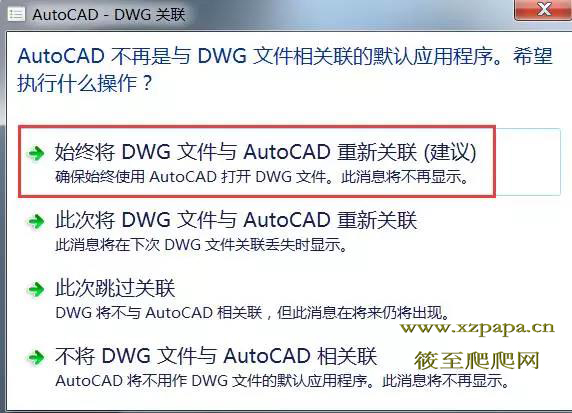 AutoCAD - DWG 关联
AutoCAD 不再是与 DWG 文件相关联的默认应用程序。希望
执行什么操作？
始终将 DWG 文件与 AutoCAD 重新关联 (建议)
确保始终使用 AutoCAD 打开 DWG 文件。此消息将不再显示。
此次将 DWG 文件与 AutoCAD 重新关联
此消息将在下次 DWG 文件关联丢失时显示。
此次跳过关联
DWG 将不与 AutoCAD 相关联，但此消息在将来仍将出现。
www.xzpapa.cn
不将 DWG 文件与 AutoCAD 相关联
筱至爬爬网
AutoCAD 将不用作 DWG 文件的默认应用程序。此消息将不再显示。